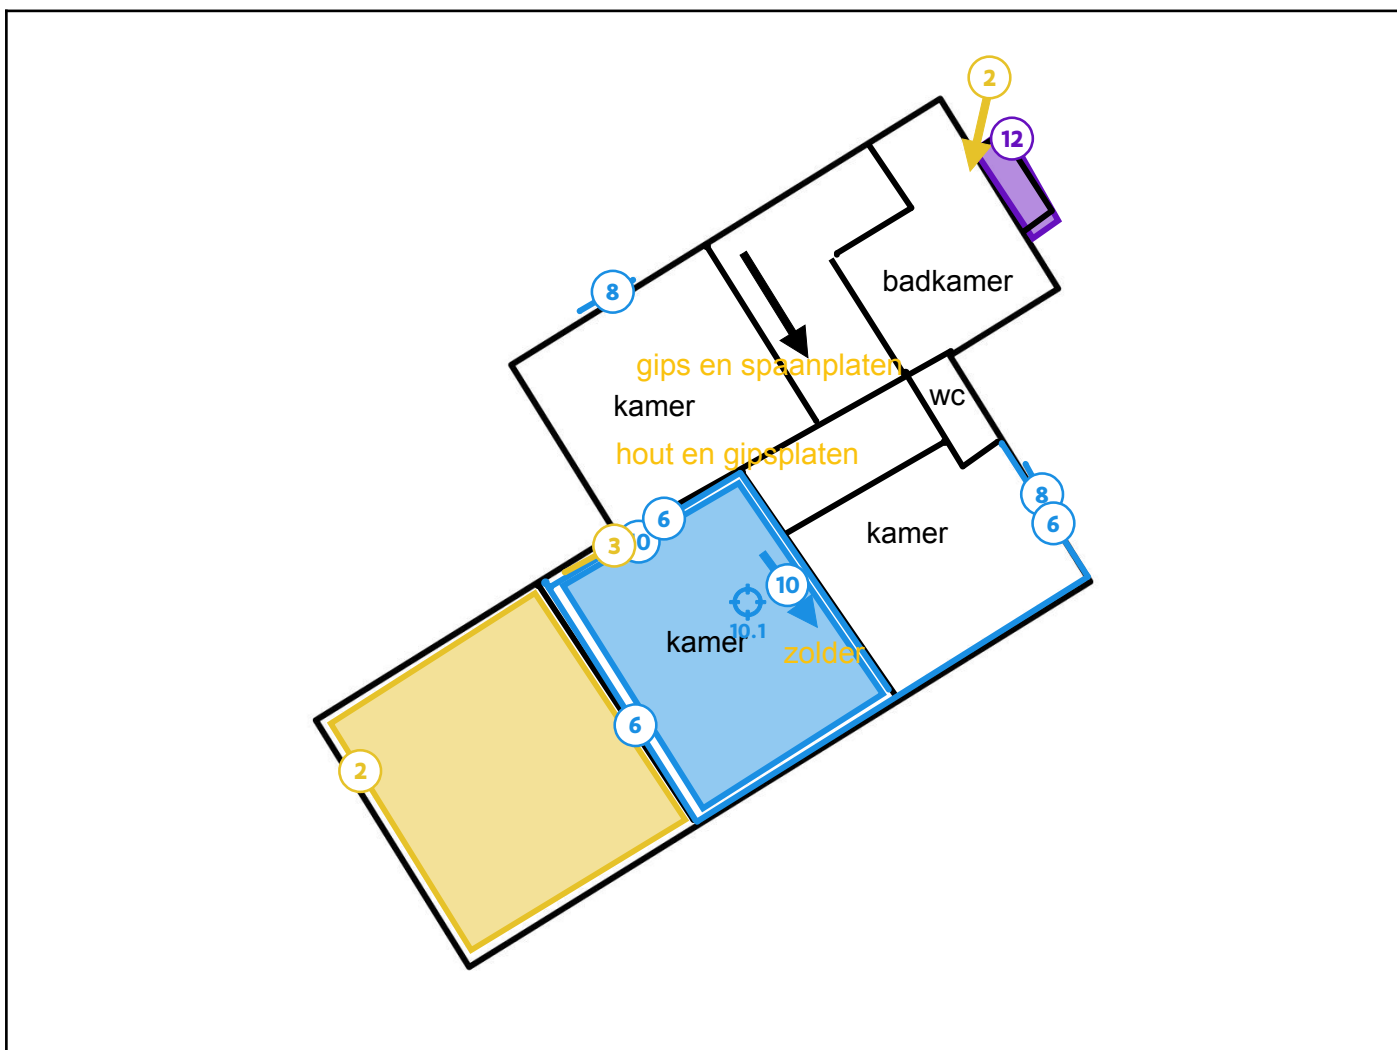 2
12
badkamer
8
gips en spaanplaten
wc
kamer
hout en gipsplaten
8
6
6
kamer
3
10
10.1
kamer
zolder
6
2